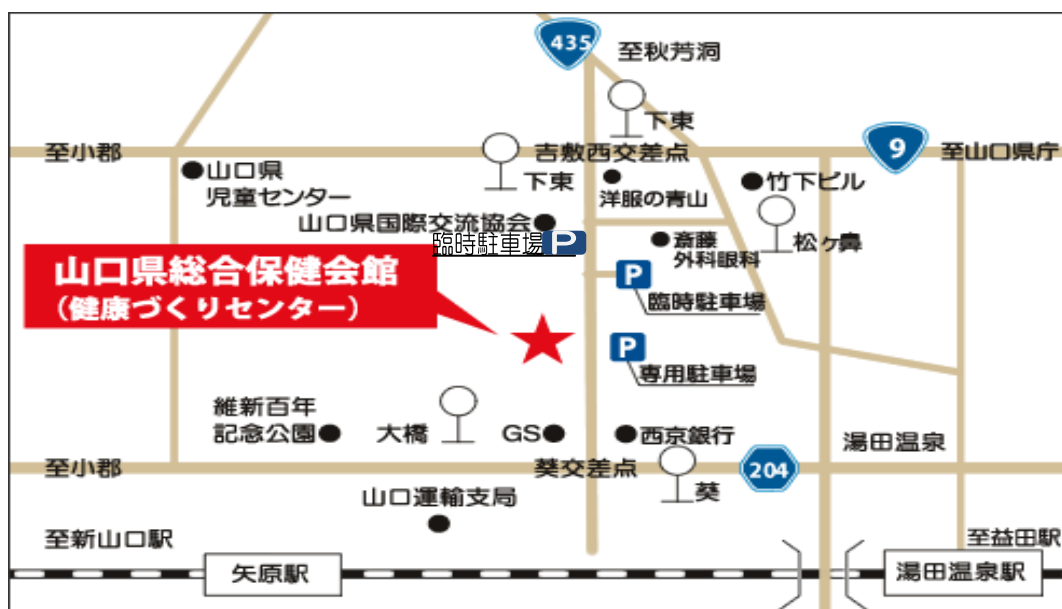 435
至秋芳洞
下東
至小郡
吉敷西交差点
9
至山口県庁
山口県
児童センター
下東
洋服の青山
竹下ビル
山口県国際交流協会
臨時駐車場 P
斎藤
外科眼科
松ヶ鼻
山口県総合保健会館
（健康づくりセンター）
P
臨時駐車場
P
専用駐車場
維新百年
記念公園
大橋
GS
西京銀行
湯田温泉
至小郡
葵交差点
204
葵
山口運輸支局
至新山口駅
至益田駅
矢原駅
湯田温泉駅